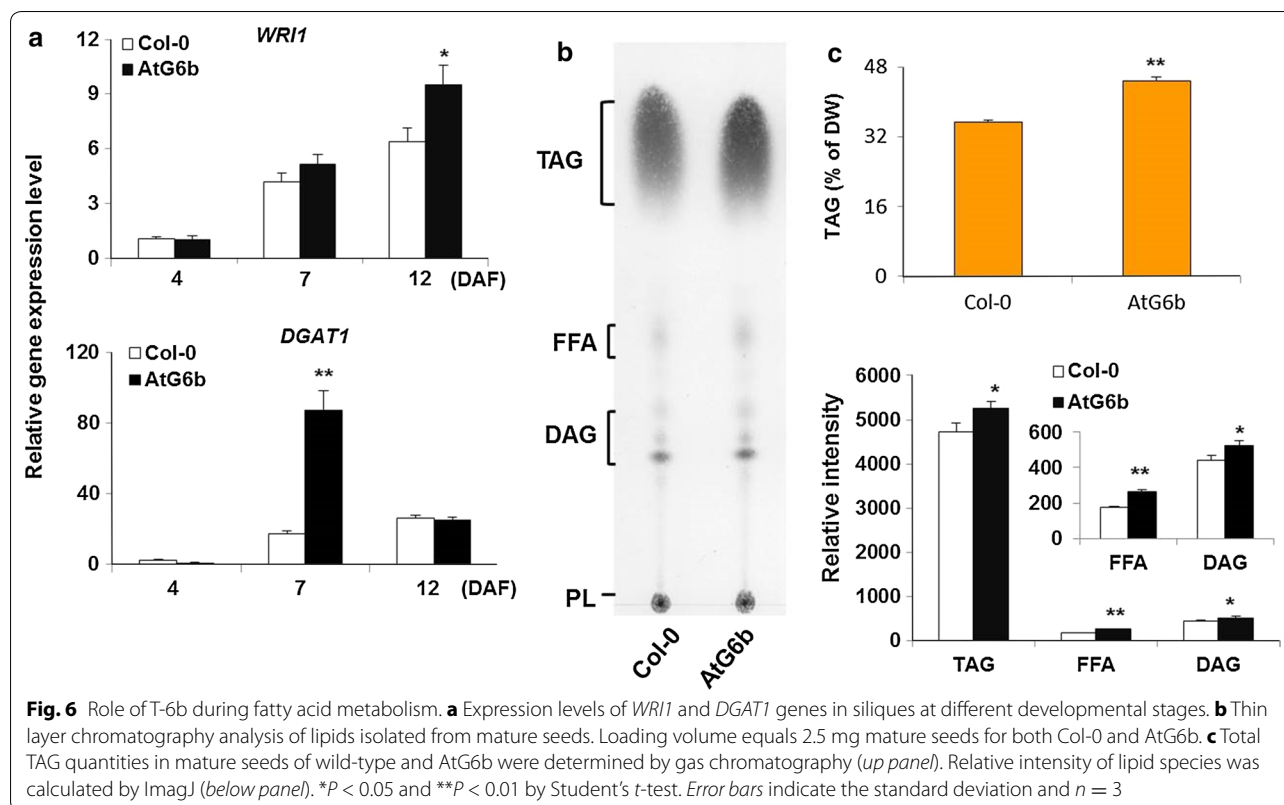 a
WRI1
Col-0
AtG6b
Relative gene expression level
12
9
6
3
0
*
4 7 12 (DAF)
DGAT1
Col-0
AtG6b
120
80
40
0
**
4 7 12 (DAF)
b
TAG
FFA
DAG
PL
Col-0 AtG6b
c
TAG (% of DW)
48
32
16
0
**
Col-0 AtG6b
Relative intensity
6000
5000
4000
3000
2000
1000
0
Col-0
AtG6b
*
**
*
TAG FFA DAG
600
400
200
0
**
*
FFA DAG
Fig. 6 Role of T-6b during fatty acid metabolism. a Expression levels of WRI1 and DGAT1 genes in siliques at different developmental stages. b Thin
layer chromatography analysis of lipids isolated from mature seeds. Loading volume equals 2.5 mg mature seeds for both Col-0 and AtG6b. c Total
TAG quantities in mature seeds of wild-type and AtG6b were determined by gas chromatography (up panel). Relative intensity of lipid species was
calculated by ImagJ (below panel). *P < 0.05 and **P < 0.01 by Student's t-test. Error bars indicate the standard deviation and n = 3